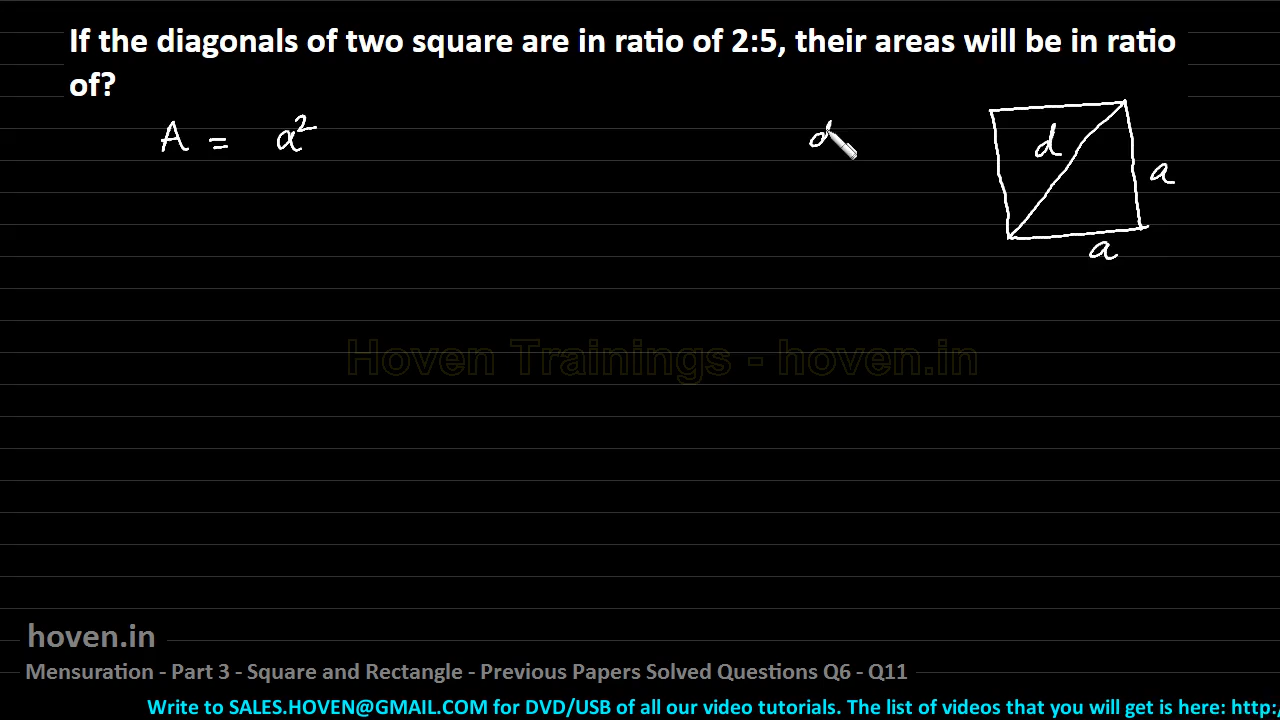 If the diagonals of two square are in ratio of 2:5, their areas will be in ratio
of?
A = a²
d
d
a
a
Hoven Trainings - hoven.in
hoven.in
Mensuration - Part 3 - Square and Rectangle - Previous Papers Solved Questions Q6 - Q11
Write to SALES.HOVEN@GMAIL.COM for DVD/USB of all our video tutorials. The list of videos that you will get is here: http:/